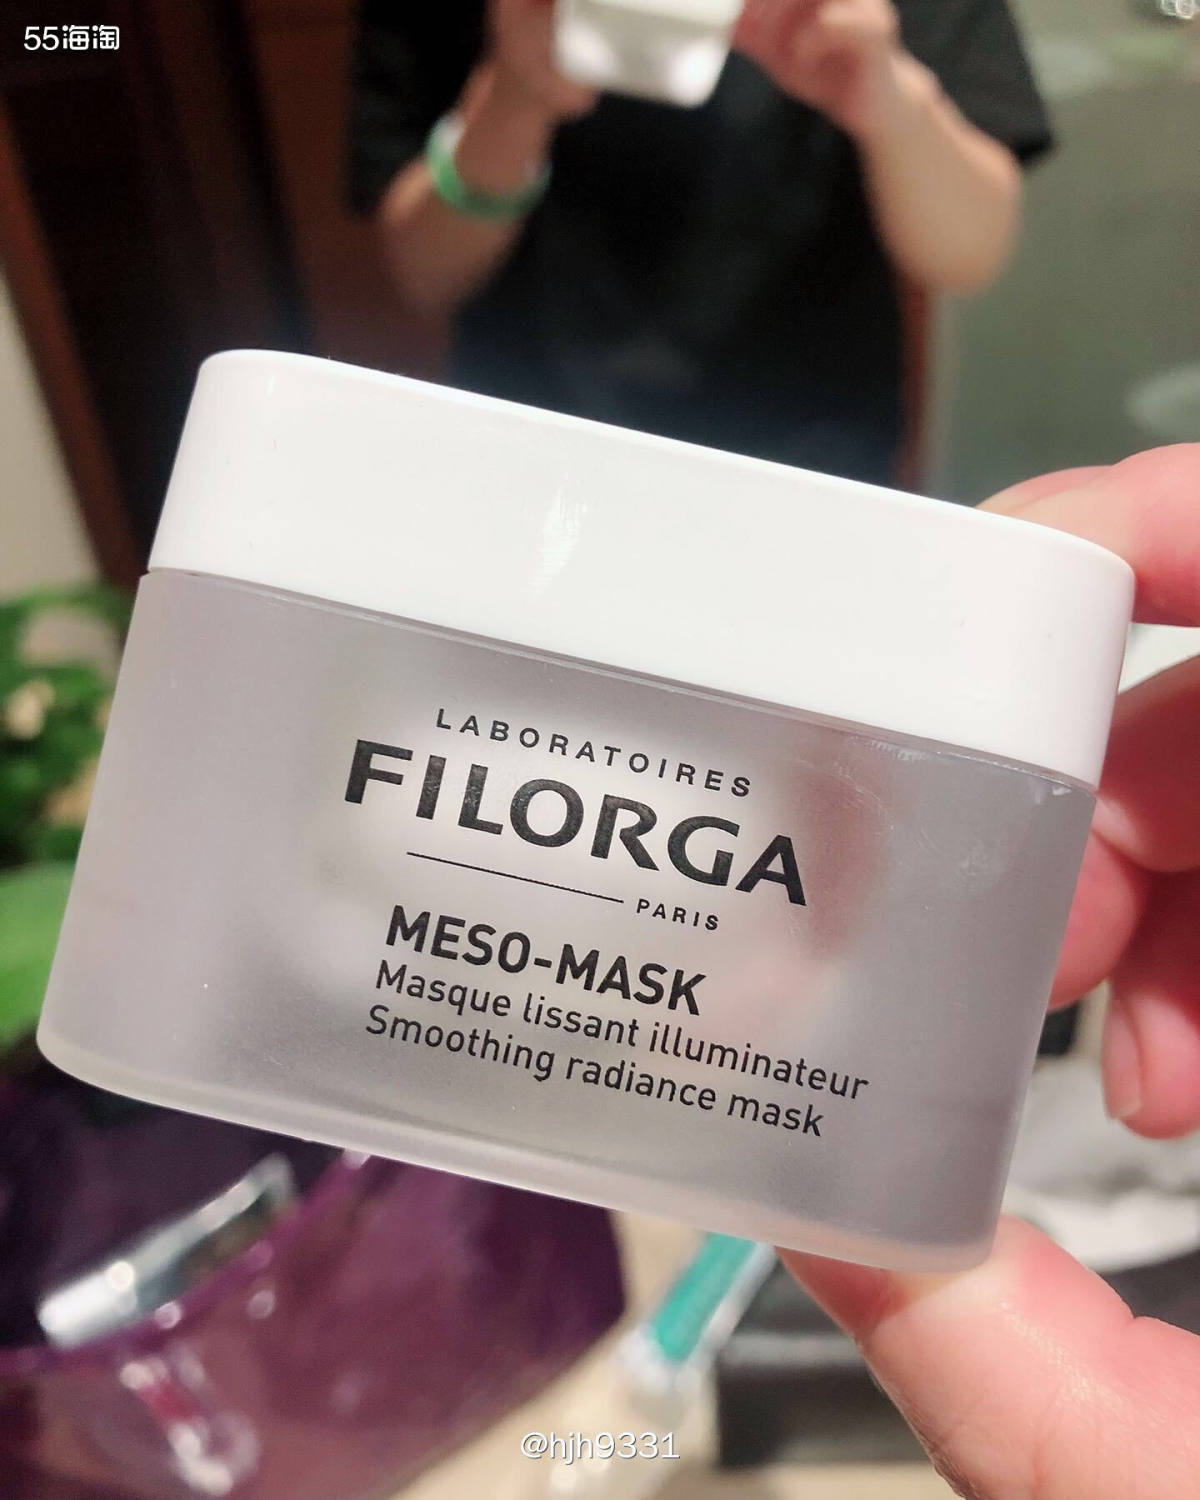 55海淘
LABORATOIRES
FILORGA
PARIS
MESO-MASK
Masque lissant illuminateur
Smoothing radiance mask
@hjh9331